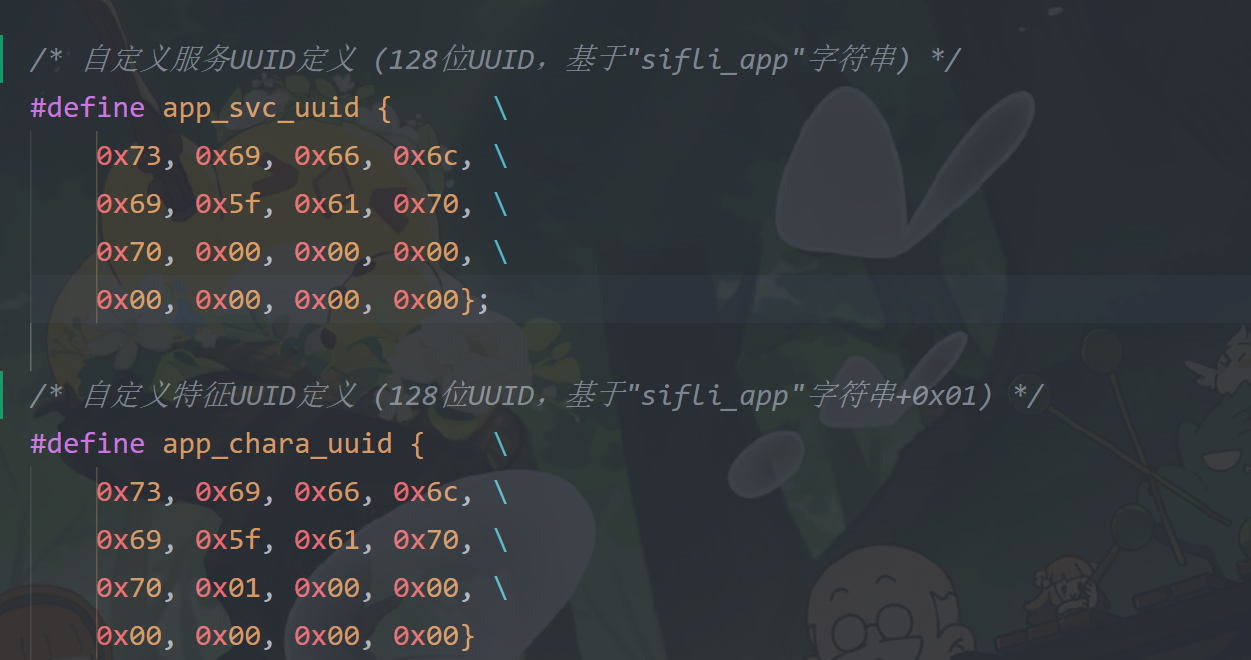 /* 自定义服务UUID定义 (128位UUID，基于"sifli_app"字符串) */
#define app_svc_uuid { \
0x73, 0x69, 0x66, 0x6c, \
0x69, 0x5f, 0x61, 0x70, \
0x70, 0x00, 0x00, 0x00, \
0x00, 0x00, 0x00, 0x00};
/* 自定义特征UUID定义 (128位UUID，基于"sifli_app"字符串+0x01) */
#define app_chara_uuid { \
0x73, 0x69, 0x66, 0x6c, \
0x69, 0x5f, 0x61, 0x70, \
0x70, 0x01, 0x00, 0x00, \
0x00, 0x00, 0x00, 0x00}